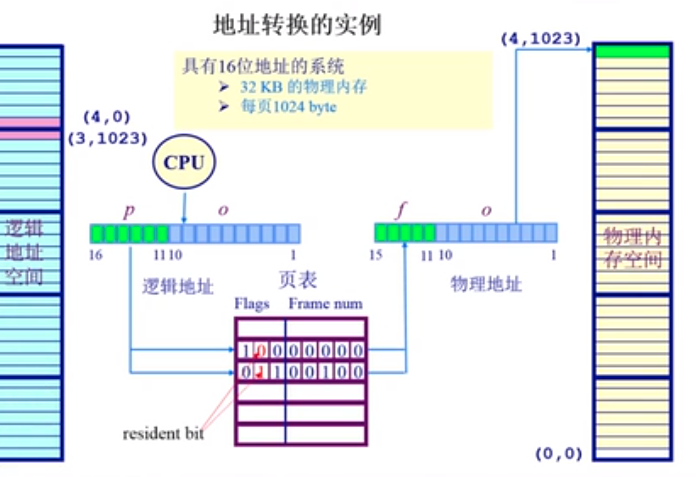 地址转换的实例
(4,1023)
具有16位地址的系统
➢ 32 KB 的物理内存
➢ 每页1024 byte
(4,0)
(3,1023)
CPU
p o
f o
逻辑
地址
空间
物理内
存空间
16 11 10 1
15 11 10 1
逻辑地址
页表
物理地址
Flags Frame num
1 0 0 0 0 0 0 0
0 1 1 0 0 1 0 0
resident bit
(0,0)